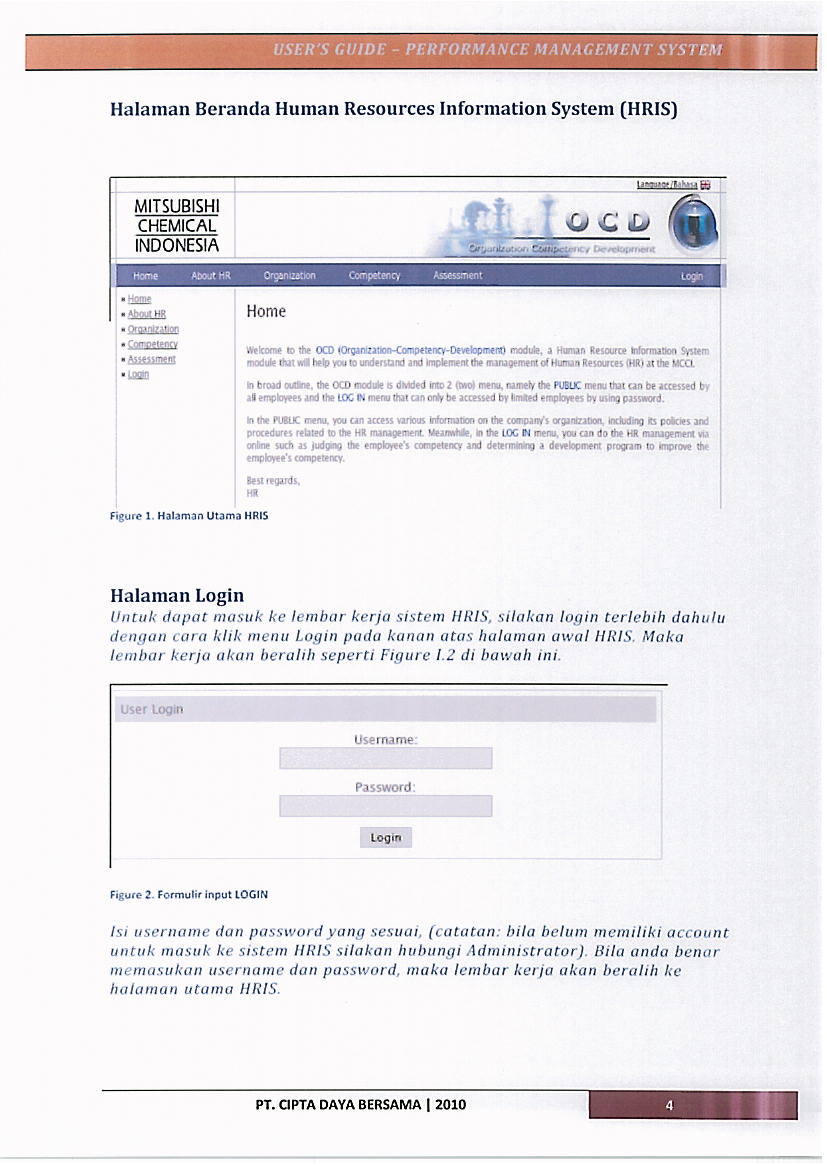 USER'S GUIDE – PERFORMANCE MANAGEMENT SYSTEM
Halaman Beranda Human Resources Information System (HRIS)
Language/Bahasa
MITSUBISHI
CHEMICAL
INDONESIA
OCD
Organization Competency Development
Home About HR Organization Competency Assessment Login
Home
About HR
Organization
Competency
Assessment
Login
Home
Welcome to the OCD (Organization-Competency-Development) module, a Human Resource Information System
module that will help you to understand and implement the management of Human Resources (HR) at the MCCI.
In broad outline, the OCD module is divided into 2 (two) menu, namely the PUBLIC menu that can be accessed by
all employees and the LOG IN menu that can only be accessed by limited employees by using password.
In the PUBLIC menu, you can access various information on the company's organization, including its policies and
procedures related to the HR management. Meanwhile, in the LOG IN menu, you can do the HR management via
online such as judging the employee's competency and determining a development program to improve the
employee's competency.
Best regards,
HR
Figure 1. Halaman Utama HRIS
Halaman Login
Untuk dapat masuk ke lembar kerja sistem HRIS, silakan login terlebih dahulu
dengan cara klik menu Login pada kanan atas halaman awal HRIS. Maka
lembar kerja akan beralih seperti Figure I.2 di bawah ini.
User Login
Username:
Password:
Login
Figure 2. Formulir input LOGIN
Isi username dan password yang sesuai, (catatan: bila belum memiliki account
untuk masuk ke sistem HRIS silakan hubungi Administrator). Bila anda benar
memasukan username dan password, maka lembar kerja akan beralih ke
halaman utama HRIS.
PT. CIPTA DAYA BERSAMA | 2010
4